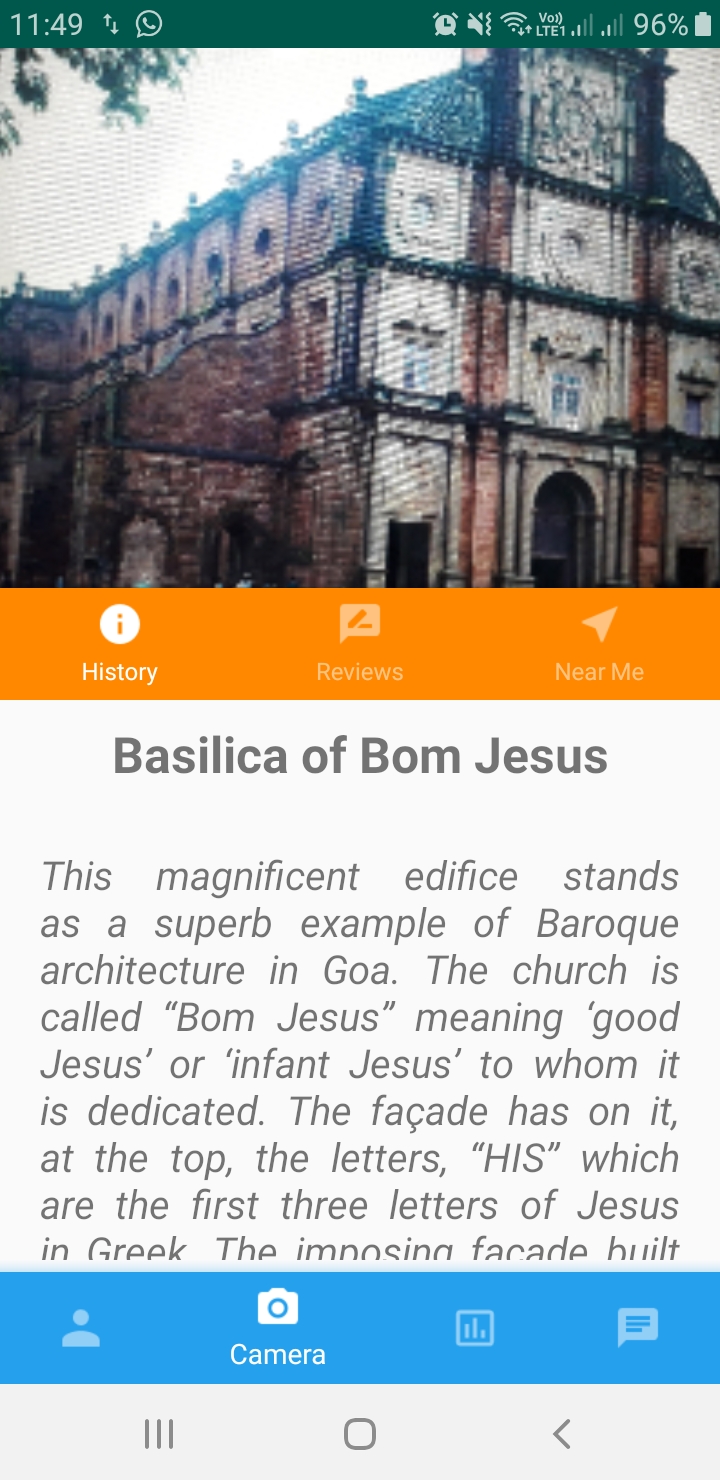 11:49
Vo))
LTE1
96%
History
Reviews
Near Me
Basilica of Bom Jesus
This magnificent edifice stands
as a superb example of Baroque
architecture in Goa. The church is
called “Bom Jesus” meaning ‘good
Jesus’ or ‘infant Jesus’ to whom it
is dedicated. The façade has on it,
at the top, the letters, “HIS” which
are the first three letters of Jesus
in Greek. The imposing façade built
Camera